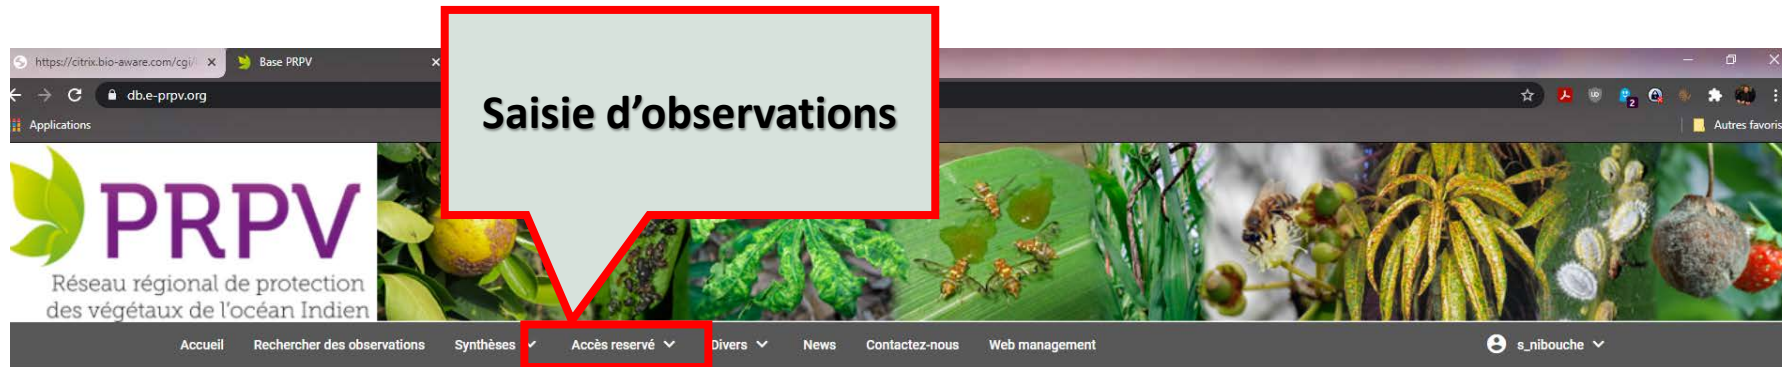 Saisie d’observations
https://citrix.bio-aware.com/cgi/
Base PRPV
db.e-prpv.org
2
Applications
Autres favoris
PRPV
Réseau régional de protection
des végétaux de l’océan Indien
Accueil Rechercher des observations Synthèses Accès reservé Divers News Contactez-nous Web management s_nibouche